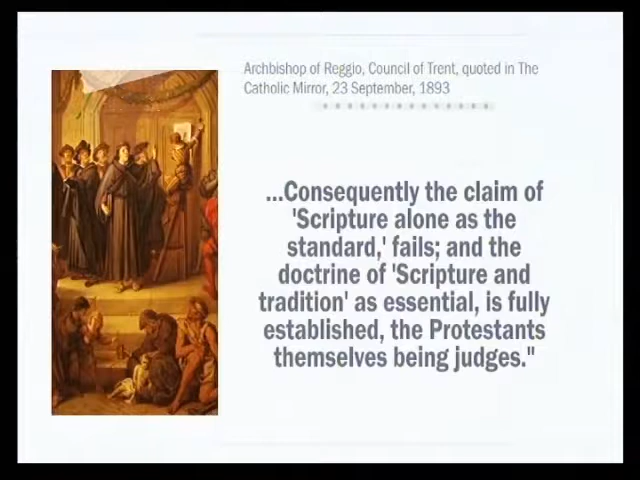 Archbishop of Reggio, Council of Trent, quoted in The
Catholic Mirror, 23 September, 1893
...Consequently the claim of
'Scripture alone as the
standard,' fails; and the
doctrine of 'Scripture and
tradition' as essential, is fully
established, the Protestants
themselves being judges."